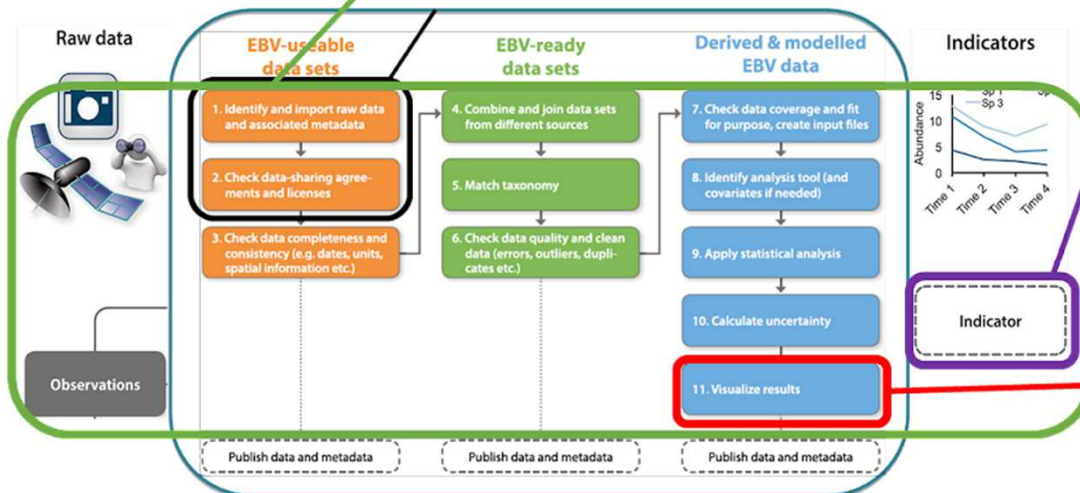 Raw data
EBV-useable
data sets
EBV-ready
data sets
Derived & modelled
EBV data
Indicators
1. Identify and import raw data
and associated metadata
2. Check data-sharing agree-
ments and licenses
3. Check data completeness and
consistency (e.g. dates, units,
spatial information etc.)
4. Combine and join data sets
from different sources
5. Match taxonomy
6. Check data quality and clean
data (errors, outliers, dupli-
cates etc.)
7. Check data coverage and fit
for purpose, create input files
8. Identify analysis tool (and
covariates if needed)
9. Apply statistical analysis
10. Calculate uncertainty
11. Visualize results
Sp 1
Sp
Sp 3
Abundance
15
10
5
0
Time 1
Time 2
Time 3
Time 4
Indicator
Observations
Publish data and metadata
Publish data and metadata
Publish data and metadata